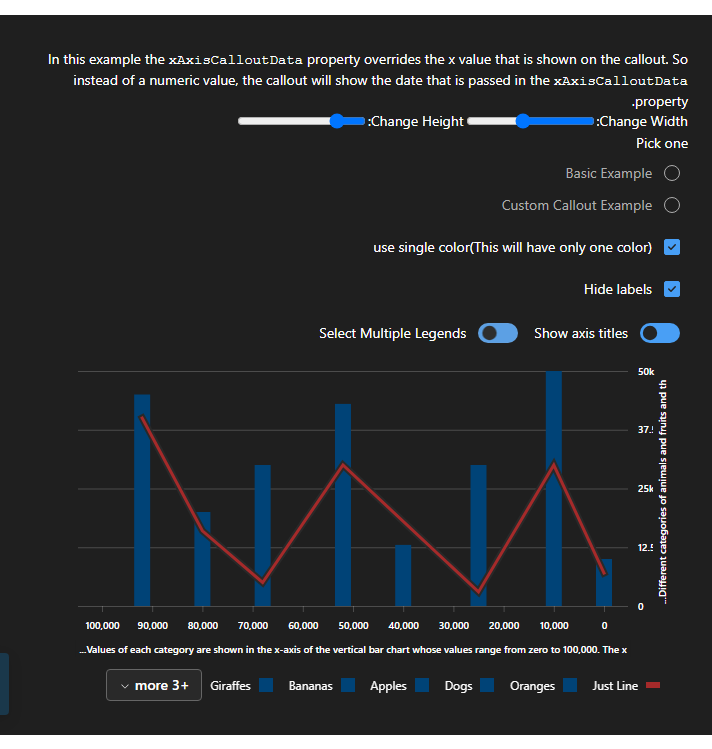 In this example the xAxisCalloutData property overrides the x value that is shown on the callout. So
instead of a numeric value, the callout will show the date that is passed in the xAxisCalloutData
.property
:Change Width :Change Height
Pick one
Basic Example
Custom Callout Example
use single color(This will have only one color)
Hide labels
Show axis titles Select Multiple Legends
50k
37.5
25k
12.5
0
...Different categories of animals and fruits and th
100,000 90,000 80,000 70,000 60,000 50,000 40,000 30,000 20,000 10,000 0
...Values of each category are shown in the x-axis of the vertical bar chart whose values range from zero to 100,000. The x
Just Line Oranges Dogs Apples Bananas Giraffes more 3+